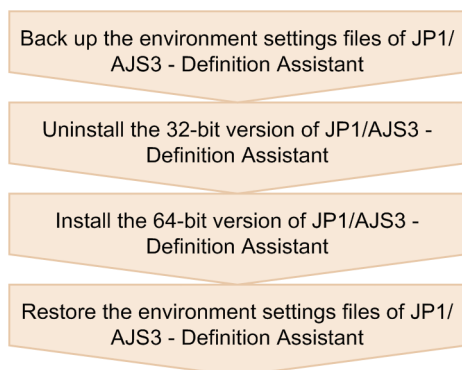 Back up the environment settings files of JP1/
AJS3 - Definition Assistant
Uninstall the 32-bit version of JP1/AJS3 -
Definition Assistant
Install the 64-bit version of JP1/AJS3 -
Definition Assistant
Restore the environment settings files of JP1/
AJS3 - Definition Assistant